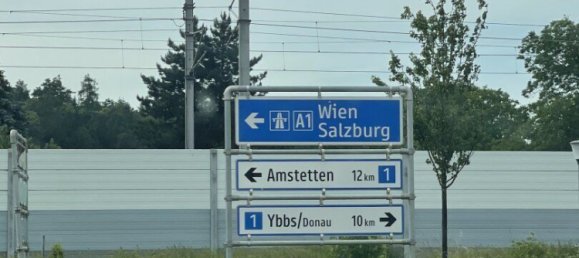 A1 Wien
Salzburg
Amstetten 12 km 1
1 Ybbs/Donau 10 km